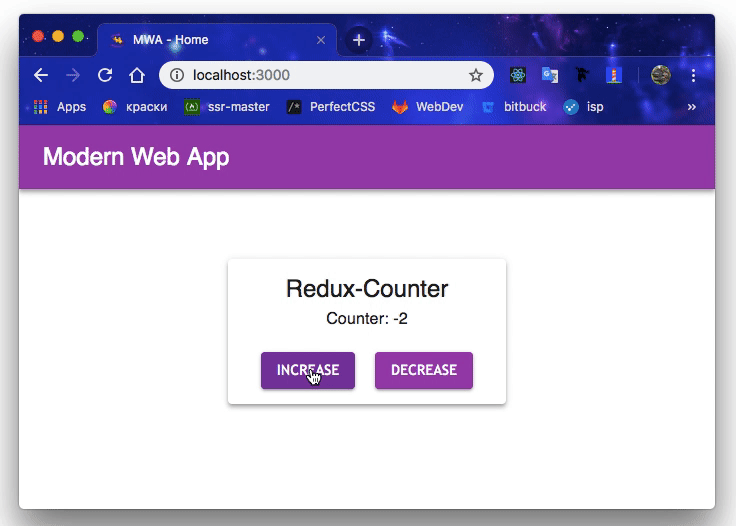 MWA - Home
localhost:3000
Apps краски ssr-master PerfectCSS WebDev bitbuck isp »
Modern Web App
Redux-Counter
Counter: -2
INCREASE DECREASE